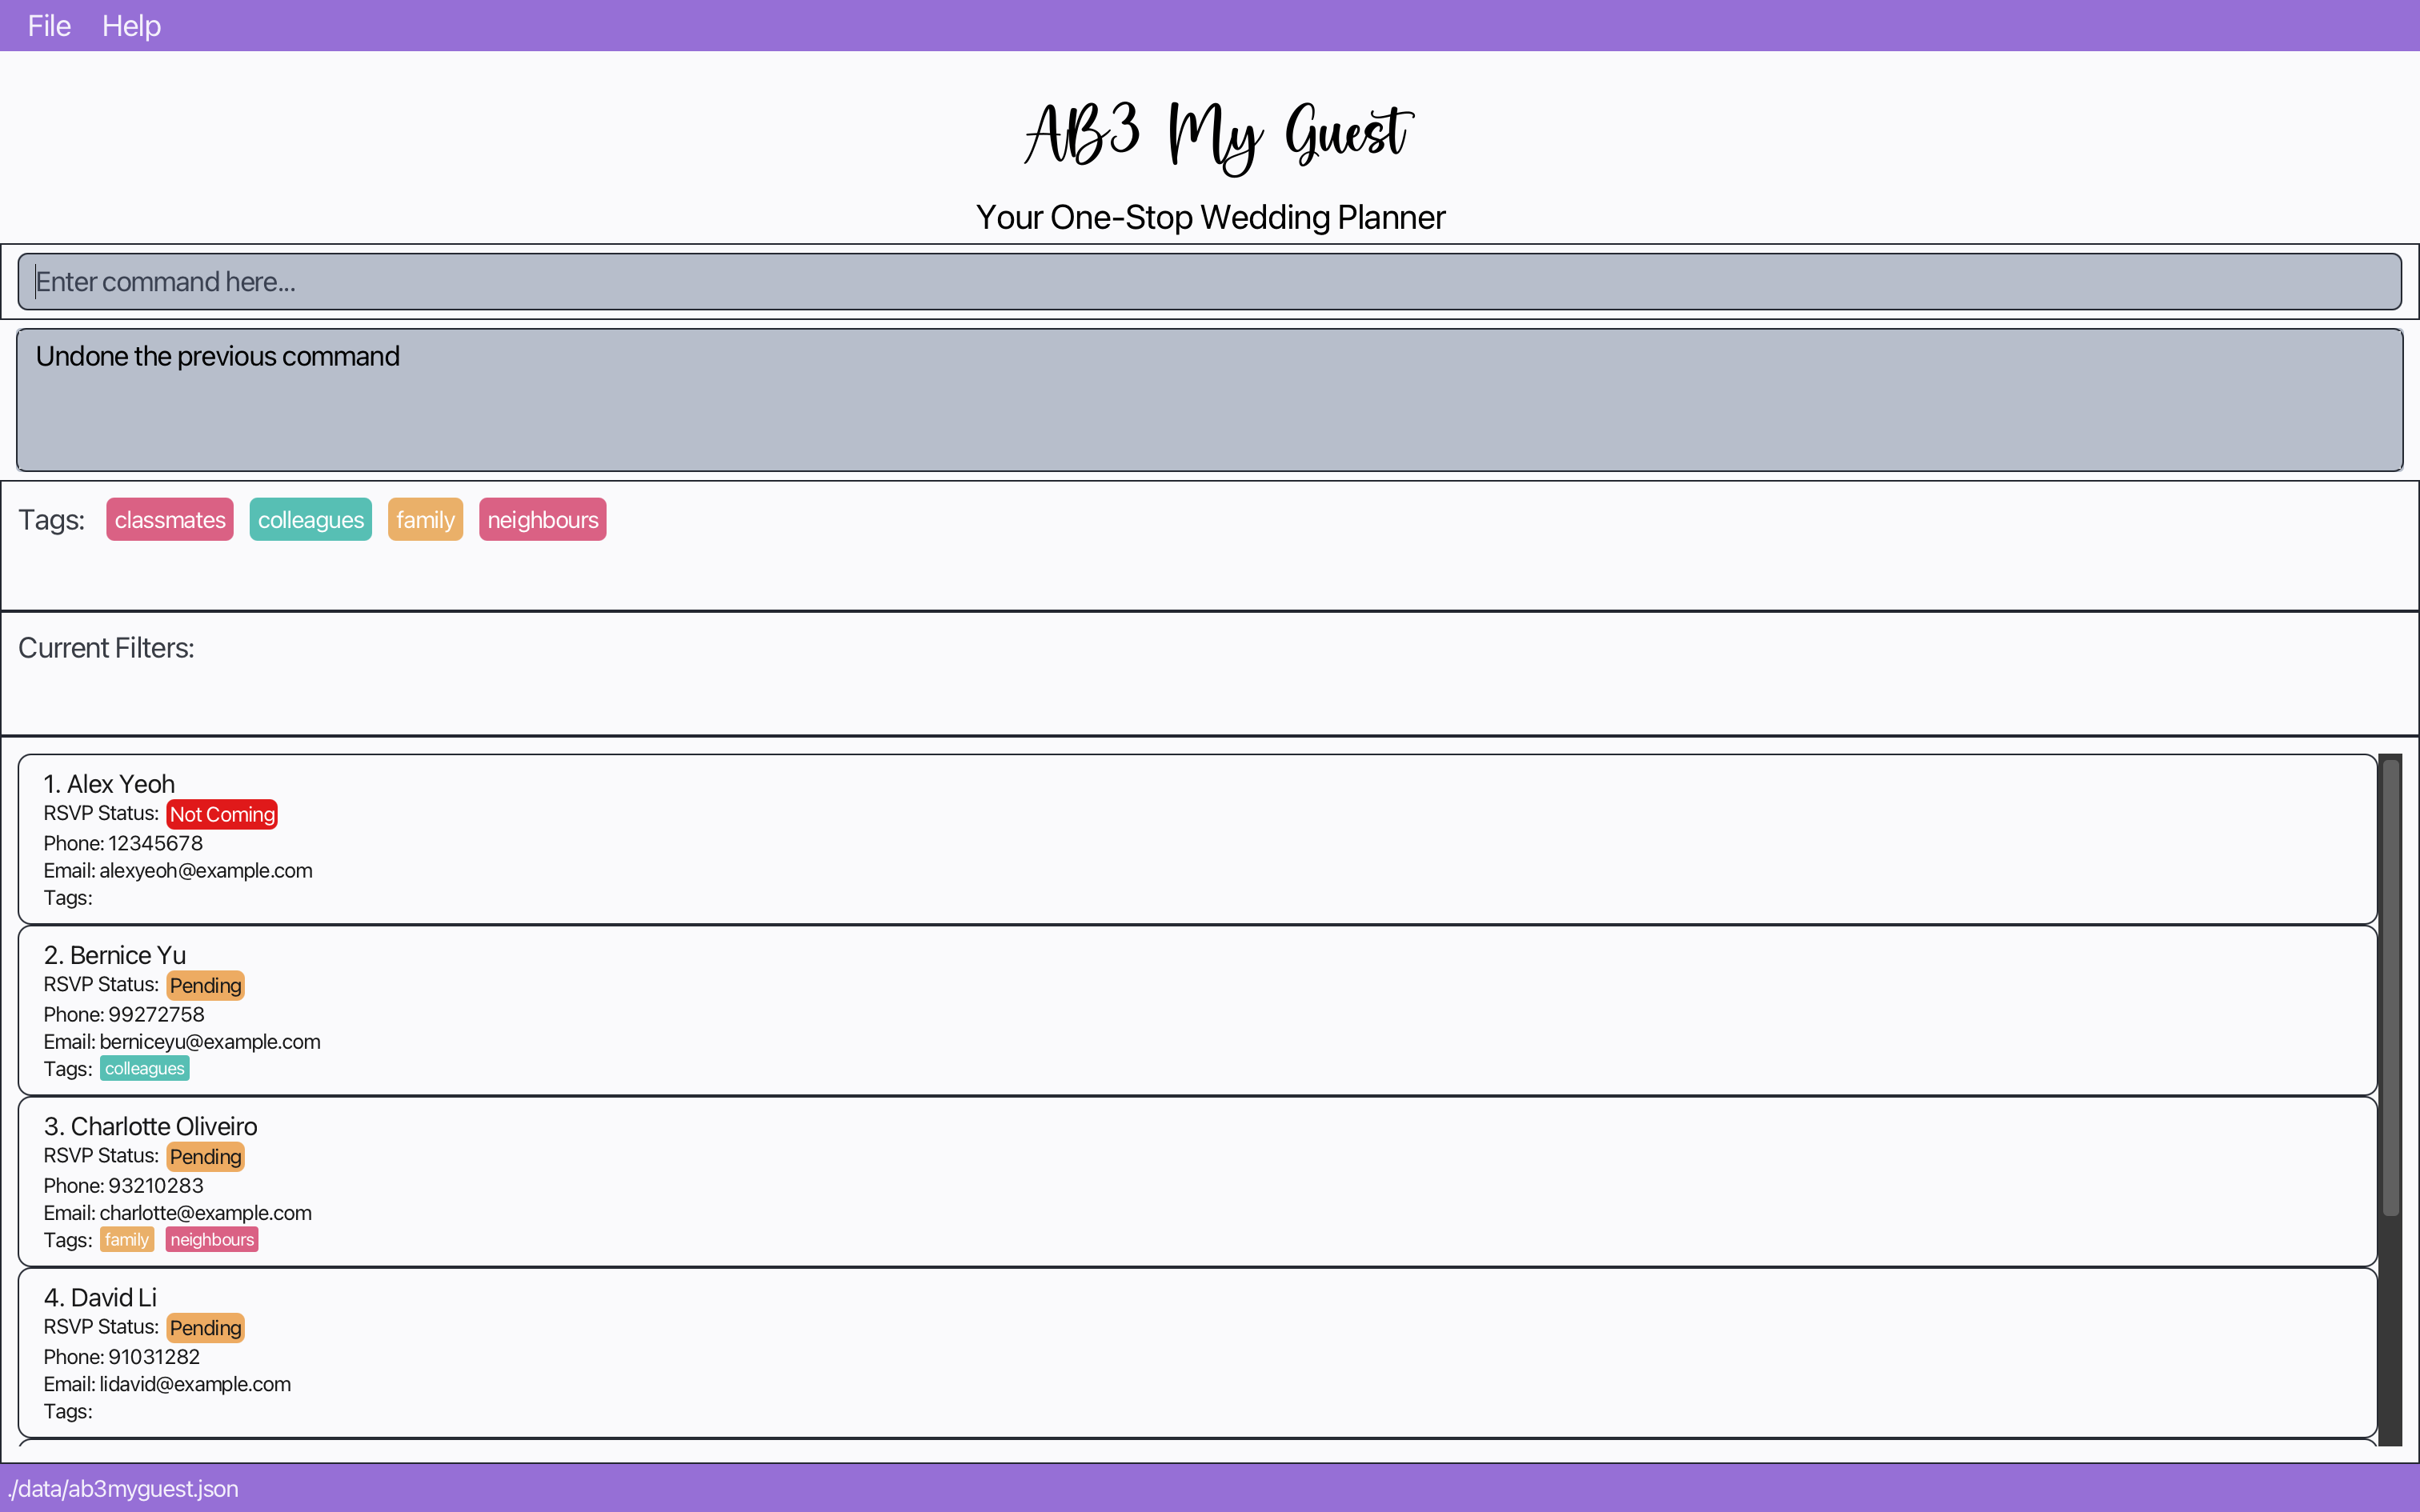 File Help
AB3 My Guest
Your One-Stop Wedding Planner
Enter command here...
Undone the previous command
Tags: classmates colleagues family neighbours
Current Filters:
1. Alex Yeoh
RSVP Status: Not Coming
Phone: 12345678
Email: alexyeoh@example.com
Tags:
2. Bernice Yu
RSVP Status: Pending
Phone: 99272758
Email: berniceyu@example.com
Tags: colleagues
3. Charlotte Oliveiro
RSVP Status: Pending
Phone: 93210283
Email: charlotte@example.com
Tags: family neighbours
4. David Li
RSVP Status: Pending
Phone: 91031282
Email: lidavid@example.com
Tags:
./data/ab3myguest.json